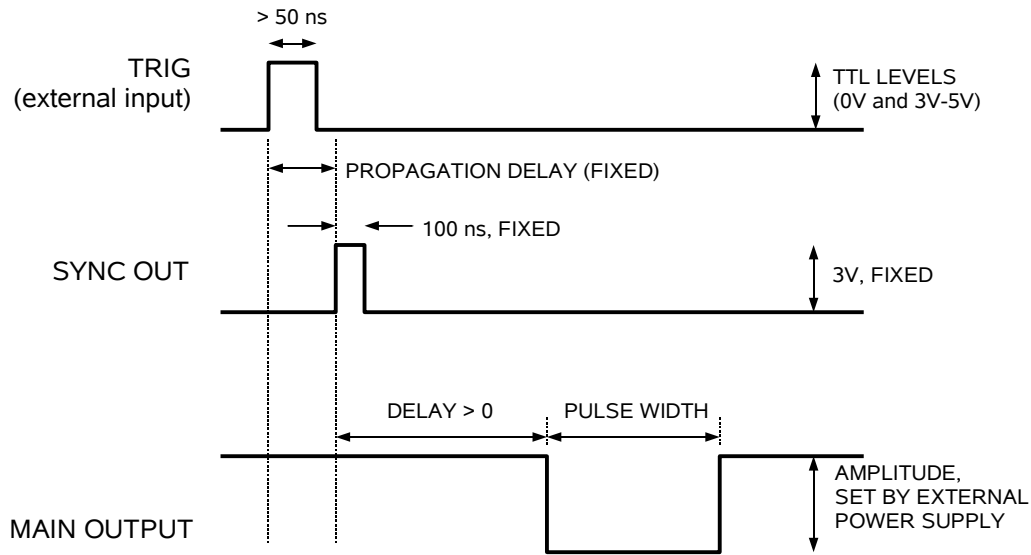 > 50 ns
TRIG
(external input)
TTL LEVELS
(0V and 3V-5V)
PROPAGATION DELAY (FIXED)
100 ns, FIXED
SYNC OUT
3V, FIXED
DELAY > 0
PULSE WIDTH
AMPLITUDE,
SET BY EXTERNAL
POWER SUPPLY
MAIN OUTPUT